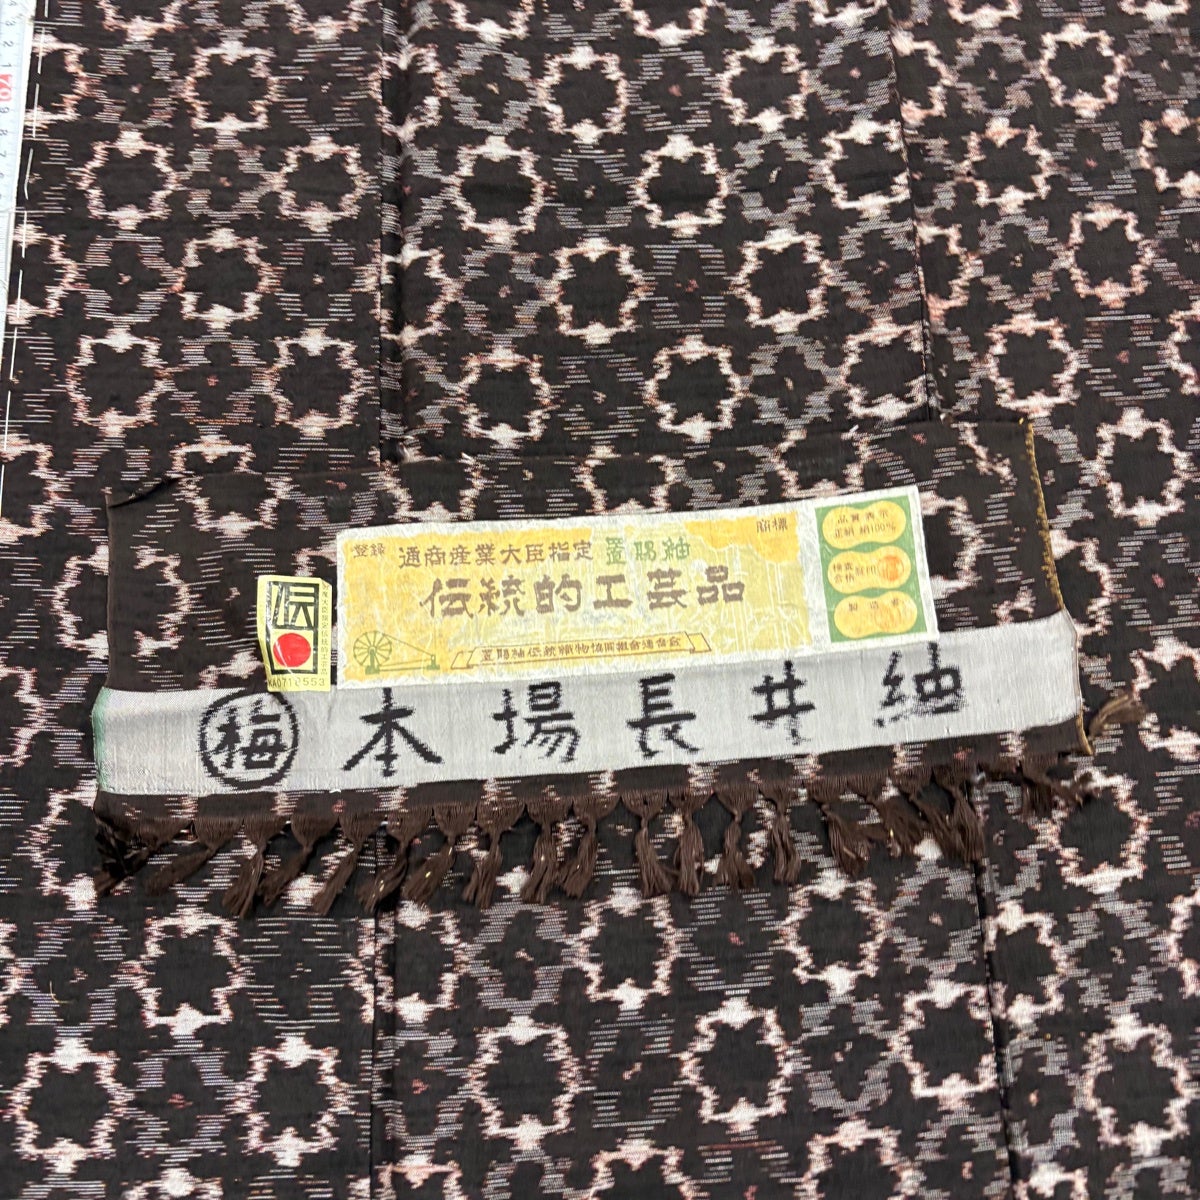 登録 通商産業大臣指定 置賜紬 商標
伝統的工芸品
置賜紬伝統織物協同組合連合会
品質表示
正絹 絹100%
検査
合格
製造者
伝
KA0712553
梅 本場長井紬